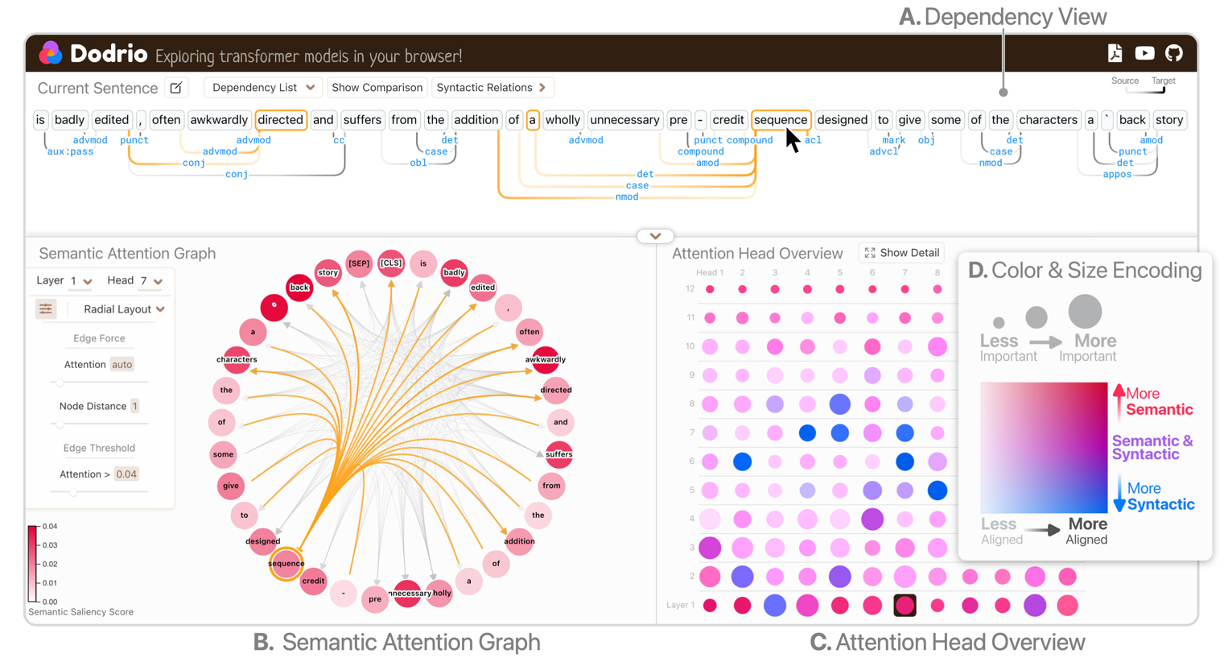 A. Dependency View
Dodrio Exploring transformer models in your browser!
Current Sentence Dependency List Show Comparison Syntactic Relations Source Target
is badly edited , often awkwardly directed and suffers from the addition of a wholly unnecessary pre - credit sequence designed to give some of the characters a ` back story
advmod punct advmod cc det advmod punct compound acl mark obj det amod
aux:pass advmod case compound advcl case punct
conj obl amod nmod det
conj det appos
case
nmod
Semantic Attention Graph
Layer 1 Head 7
Radial Layout
Edge Force
Attention auto
Node Distance 1
Edge Threshold
Attention > 0.04
0.04
0.03
0.02
0.01
0.00
Semantic Saliency Score
[CLS]
is
badly
edited
,
often
awkwardly
directed
and
suffers
from
the
addition
of
a
holly
nnecessary
pre
-
credit
sequence
designed
to
give
some
of
the
characters
a
back
story
[SEP]
Attention Head Overview Show Detail
Head 1 2 3 4 5 6 7 8
12
11
10
9
8
7
6
5
4
3
2
Layer 1
D. Color & Size Encoding
Less More
Important Important
More
Semantic
Semantic &
Syntactic
More
Syntactic
Less More
Aligned Aligned
B. Semantic Attention Graph
C. Attention Head Overview